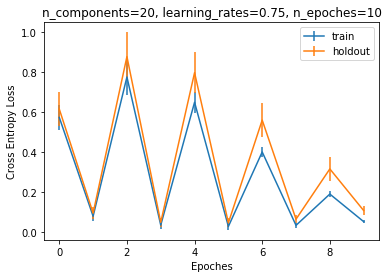 n_components=20, learning_rates=0.75, n_epoches=10
train
holdout
Cross Entropy Loss
1.0
0.8
0.6
0.4
0.2
0.0
0 2 4 6 8
Epoches